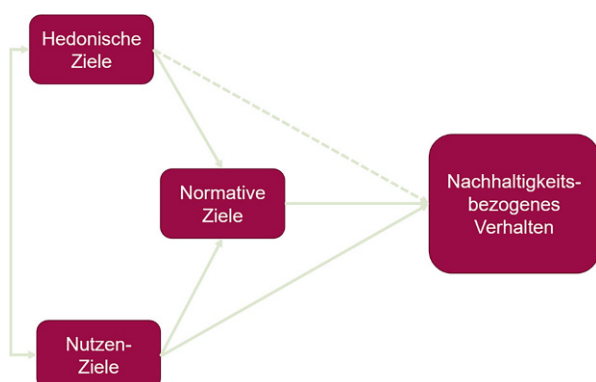 Hedonische
Ziele
Normative
Ziele
Nachhaltigkeits-
bezogenes
Verhalten
Nutzen-
Ziele